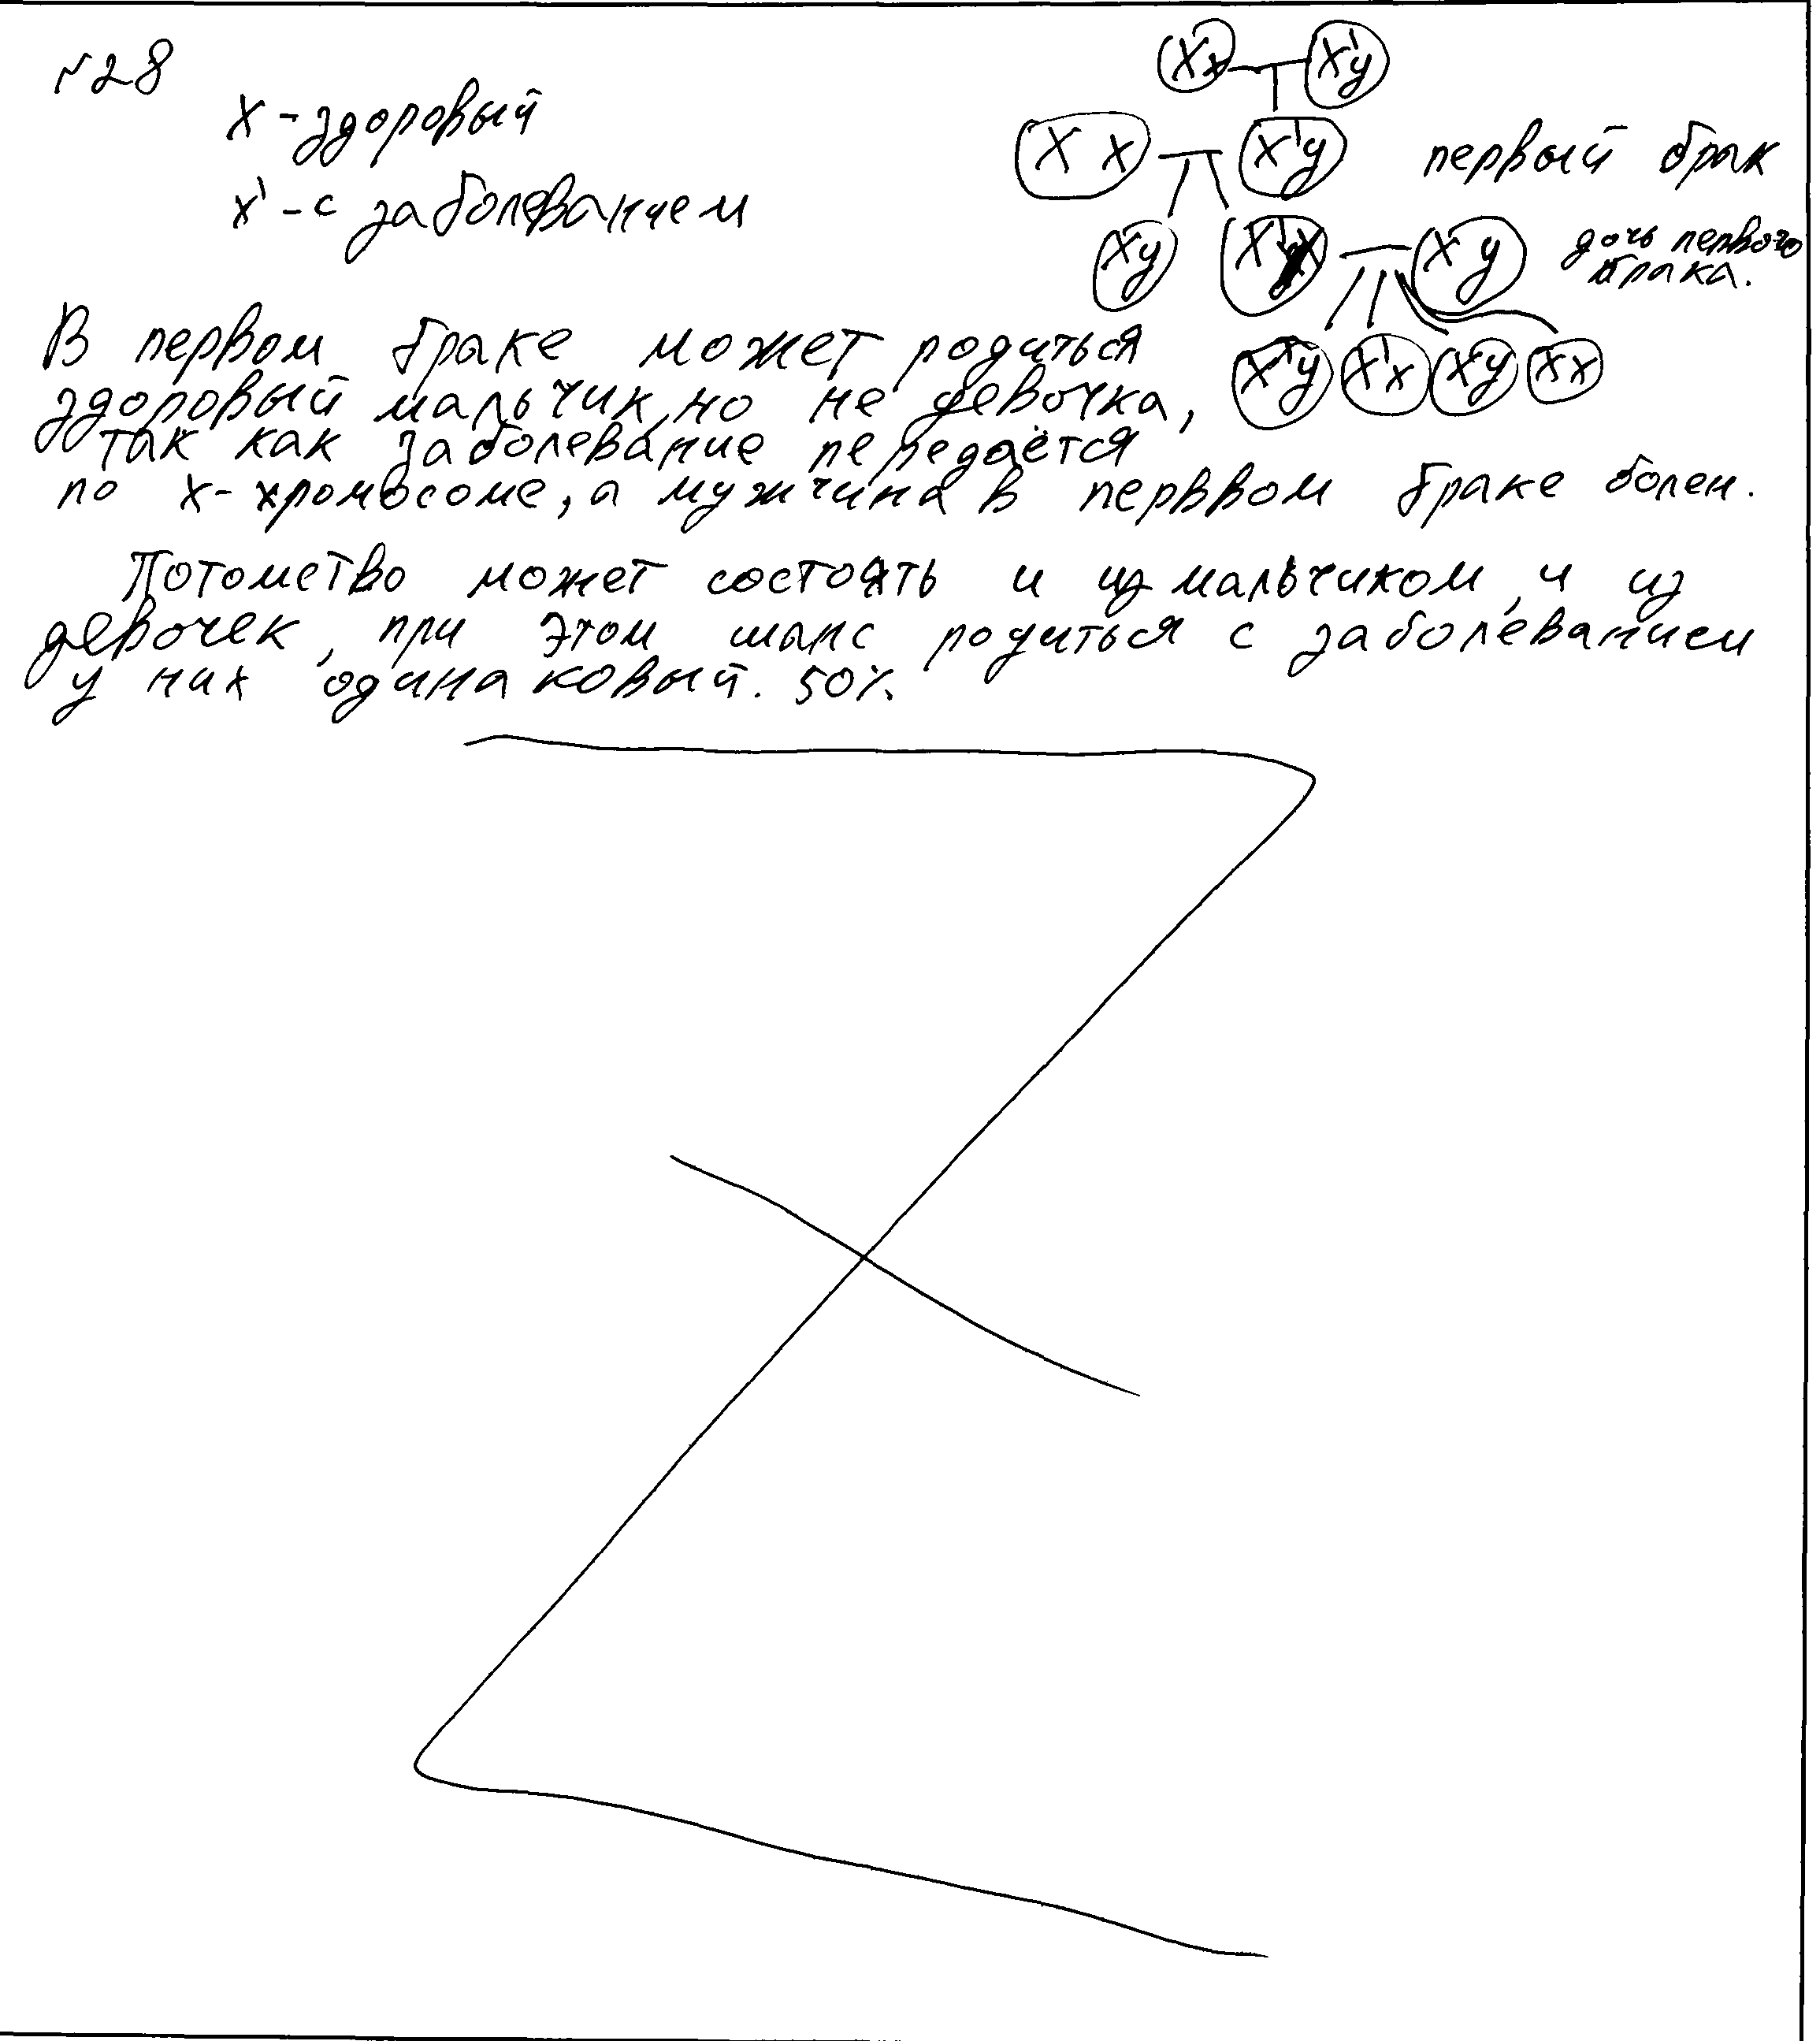 №28
X - здоровый
X' - с заболеванием
Xx X'y
X x X'y первый брак
Xy X'x Xy дочь первого
брака.
X'y X'x Xy Xx
В первом браке может родиться
здоровый мальчик, но не девочка,
так как заболевание передаётся
по х-хромосоме, а мужчина в перввом браке болен.
Потомство может состоять и из мальчиком, и из
девочек, при этом шанс родиться с заболеванием
у них одинаковый. 50%.